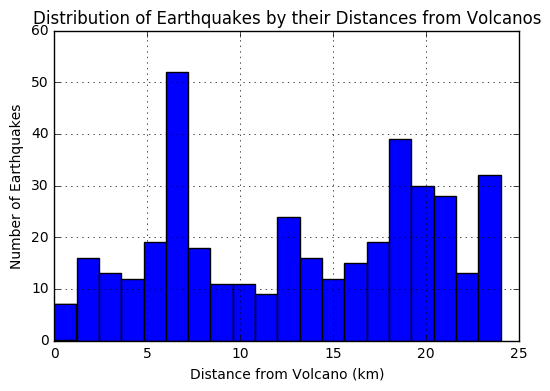 Distribution of Earthquakes by their Distances from Volcanos
60
50
40
30
20
10
0
Number of Earthquakes
0 5 10 15 20 25
Distance from Volcano (km)